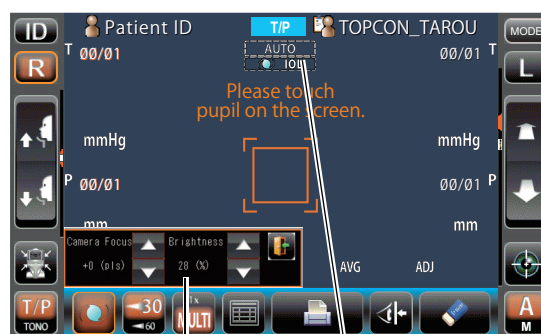 ID
Patient ID
T/P
TOPCON_TAROU
MODE
T
00/01
AUTO
IOL
00/01
T
R
L
Please touch
pupil on the screen.
mmHg
mmHg
P
00/01
00/01
P
mm
mm
Camera Focus
Brightness
+0 (pls)
28 (%)
AVG
ADJ
T/P
TONO
30
60
1x
MULTI
A
M